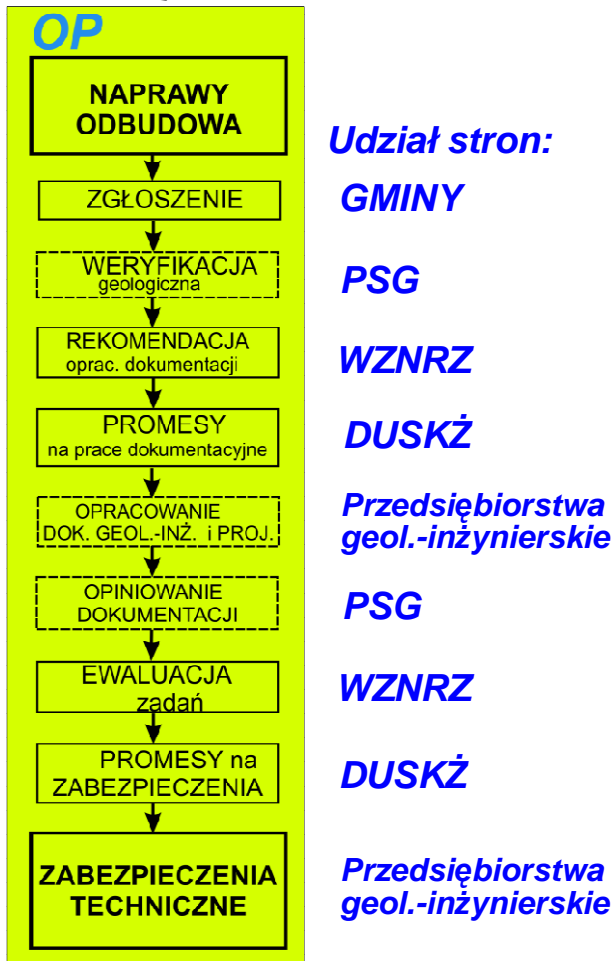 OP
NAPRAWY
ODBUDOWA
Udział stron:
ZGŁOSZENIE
GMINY
WERYFIKACJA
geologiczna
PSG
REKOMENDACJA
oprac. dokumentacji
WZNRZ
PROMESY
na prace dokumentacyjne
DUSKŻ
OPRACOWANIE
DOK. GEOL.-INŻ. i PROJ.
Przedsiębiorstwa
geol.-inżynierskie
OPINIOWANIE
DOKUMENTACJI
PSG
EWALUACJA
zadań
WZNRZ
PROMESY na
ZABEZPIECZENIA
DUSKŻ
ZABEZPIECZENIA
TECHNICZNE
Przedsiębiorstwa
geol.-inżynierskie